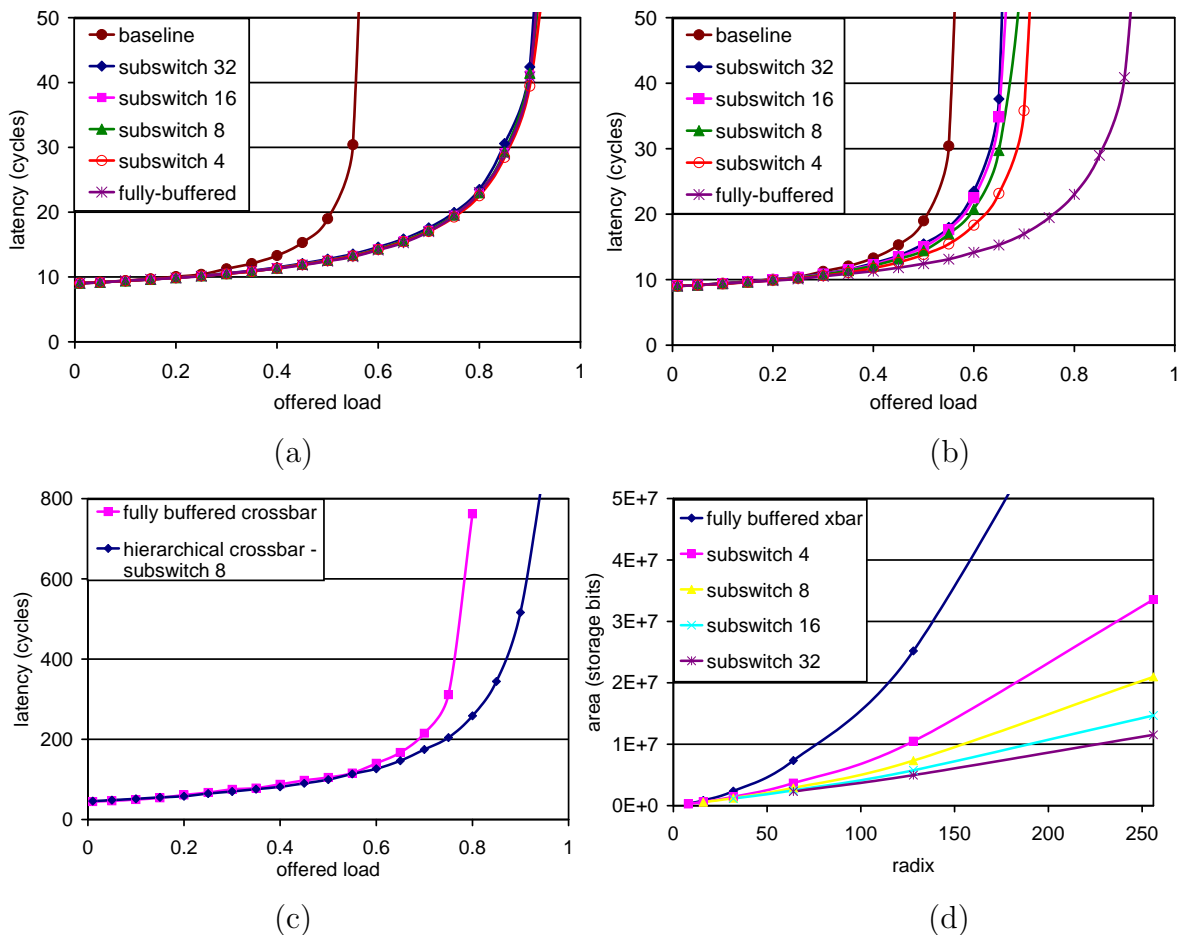 50
40
30
20
10
0
latency (cycles)
baseline
subswitch 32
subswitch 16
subswitch 8
subswitch 4
fully-buffered
0 0.2 0.4 0.6 0.8 1
offered load
(a)
50
40
30
20
10
0
latency (cycles)
baseline
subswitch 32
subswitch 16
subswitch 8
subswitch 4
fully-buffered
0 0.2 0.4 0.6 0.8 1
offered load
(b)
800
600
400
200
0
latency (cycles)
fully buffered crossbar
hierarchical crossbar -
subswitch 8
0 0.2 0.4 0.6 0.8 1
offered load
(c)
5E+7
4E+7
3E+7
2E+7
1E+7
0E+0
area (storage bits)
fully buffered xbar
subswitch 4
subswitch 8
subswitch 16
subswitch 32
0 50 100 150 200 250
radix
(d)